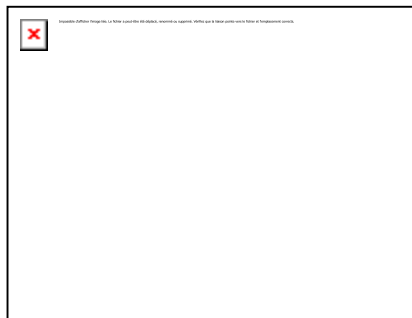 Impossible d'afficher l'image liée. Le fichier a peut-être été déplacé, renommé ou supprimé. Vérifiez que la liaison pointe vers le fichier et l'emplacement corrects.